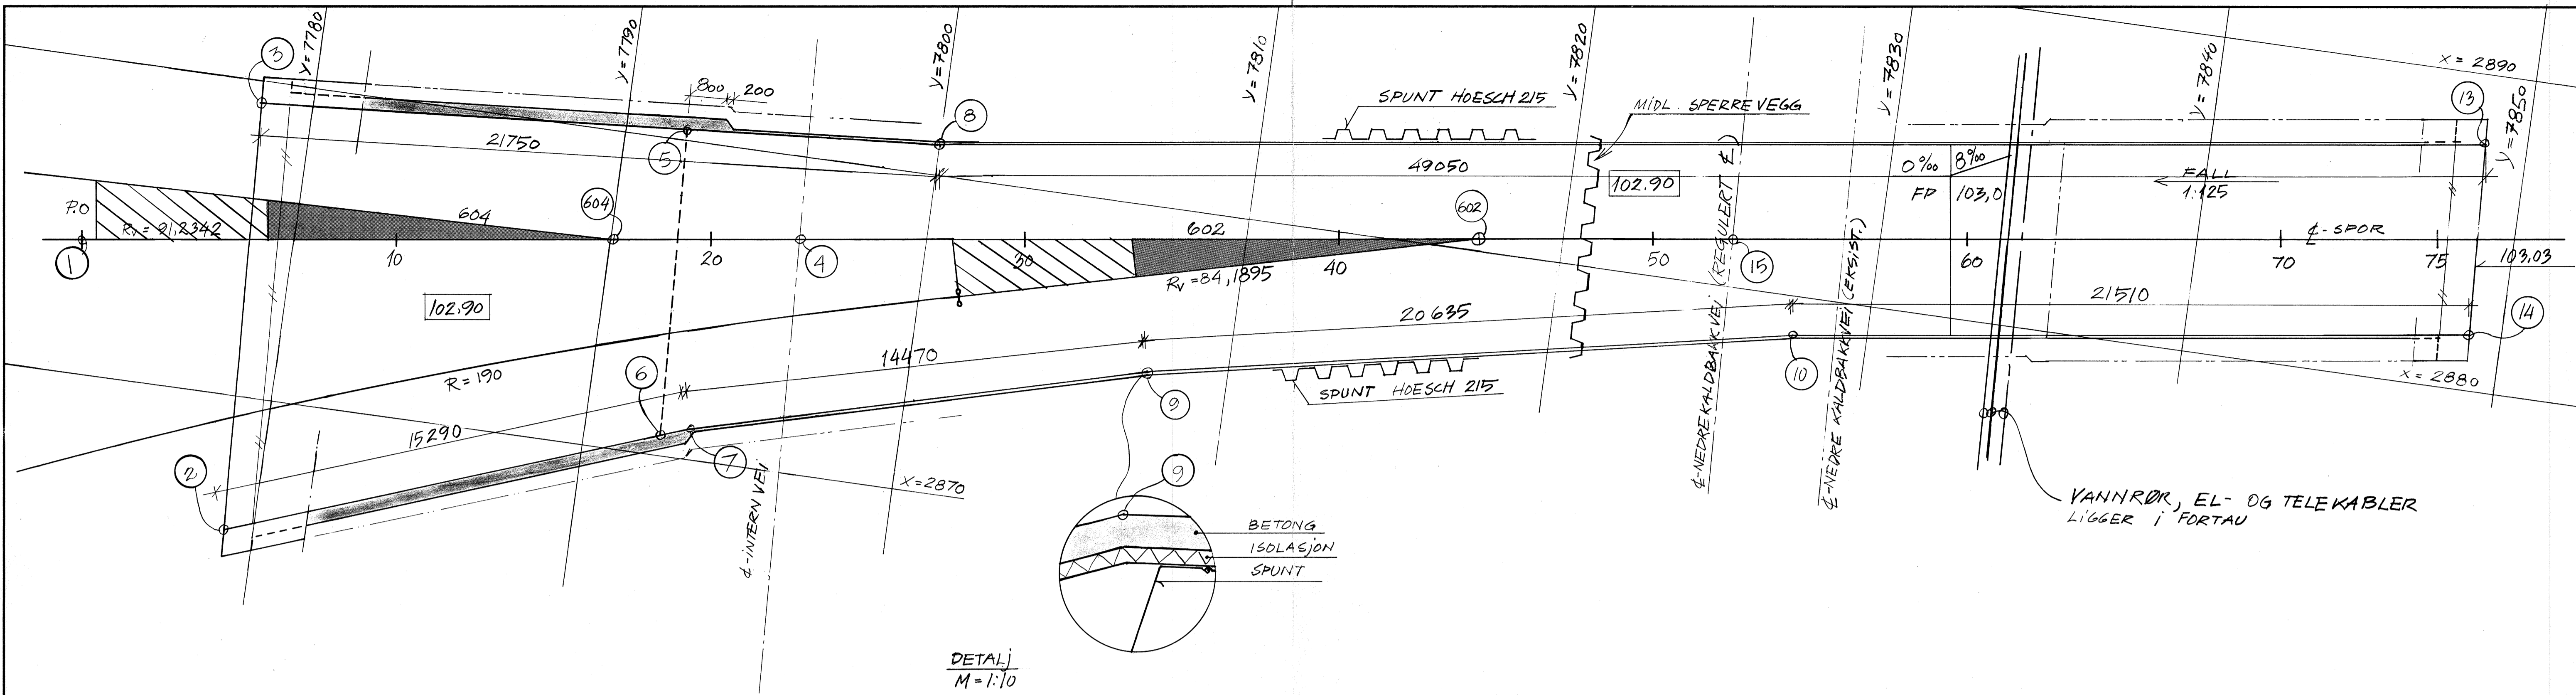 y=7780
y=7790
y=7800
y=7810
y=7820
y=7830
y=7840
y=7850
x = 2890
3
800
200
SPUNT HOESCH 215
MIDL. SPERREVEGG
13
8
21750
5
49050
102.90
0‰
8‰
FP
103,0
FALL
1:125
P.O
Rv = 91,2342
604
604
602
602
₵-SPOR
1
10
20
4
30
40
50
15
60
70
75
103,03
Rv = 84,1895
102.90
21510
20635
14470
14
R=190
6
10
x = 2880
SPUNT HOESCH 215
9
15290
2
7
x=2870
₵-INTERNVEI
₵-NEDRE KALDBAKKVEI (REGULERT ₵)
₵-NEDRE KALDBAKKVEI (EKSIST.)
9
VANNRØR, EL- OG TELEKABLER
LIGGER I FORTAU
BETONG
ISOLASJON
SPUNT
DETALJ
M = 1:10